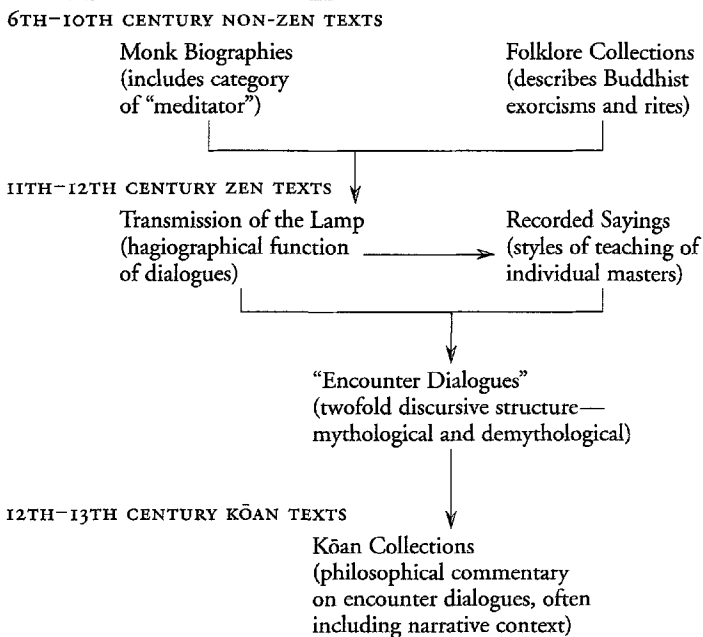 6TH–10TH CENTURY NON-ZEN TEXTS
Monk Biographies
(includes category
of “meditator”)
Folklore Collections
(describes Buddhist
exorcisms and rites)
11TH–12TH CENTURY ZEN TEXTS
Transmission of the Lamp
(hagiographical function
of dialogues)
Recorded Sayings
(styles of teaching of
individual masters)
“Encounter Dialogues”
(twofold discursive structure—
mythological and demythological)
12TH–13TH CENTURY KŌAN TEXTS
Kōan Collections
(philosophical commentary
on encounter dialogues, often
including narrative context)